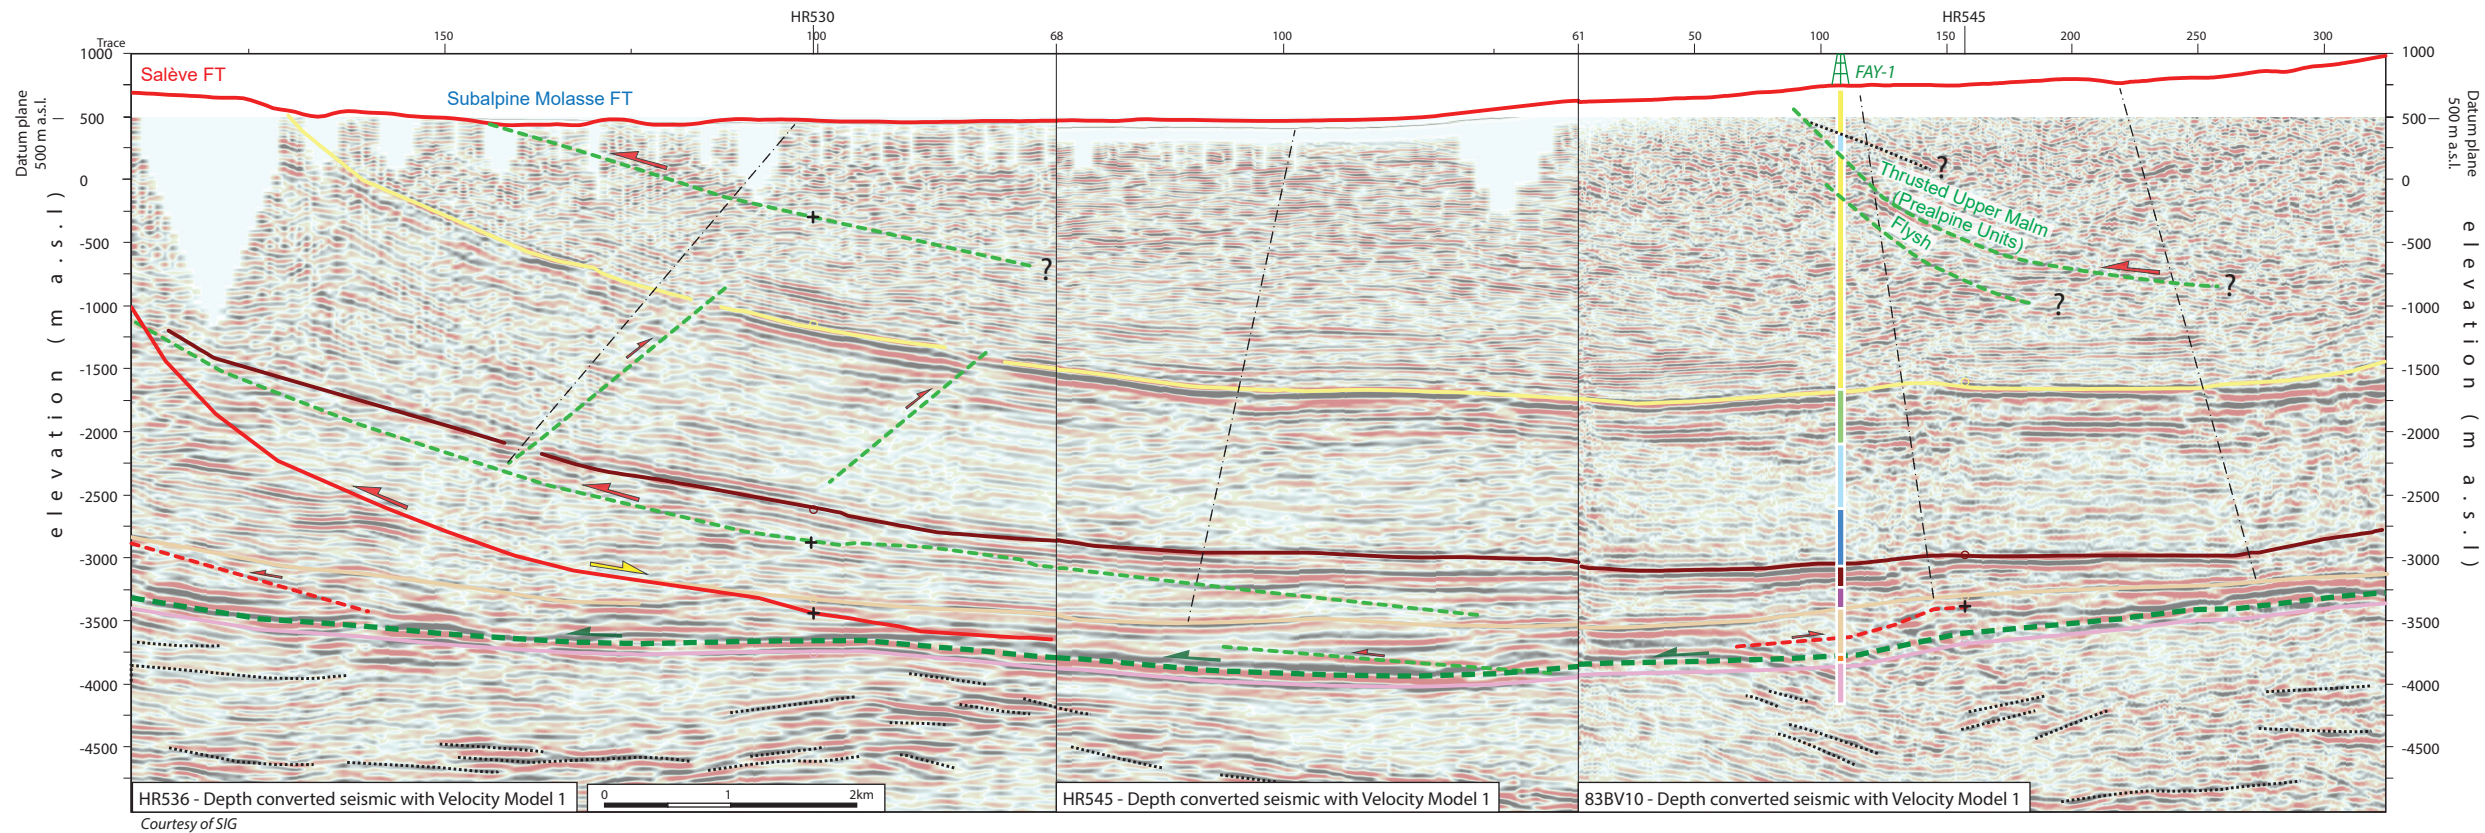 HR530
HR545
Trace
150
100
68
100
61
50
100
150
200
250
300
1000
500
0
-500
-1000
-1500
-2000
-2500
-3000
-3500
-4000
-4500
Datum plane
500 m a.s.l.
elevation (m a.s.l)
Salève FT
Subalpine Molasse FT
FAY-1
?
?
Thrusted Upper Malm
(Prealpine Units)
Flysh
?
?
1000
500
0
-500
-1000
-1500
-2000
-2500
-3000
-3500
-4000
-4500
Datum plane
500 m a.s.l.
elevation (m a.s.l)
HR536 - Depth converted seismic with Velocity Model 1
0 1 2km
HR545 - Depth converted seismic with Velocity Model 1
83BV10 - Depth converted seismic with Velocity Model 1
Courtesy of SIG